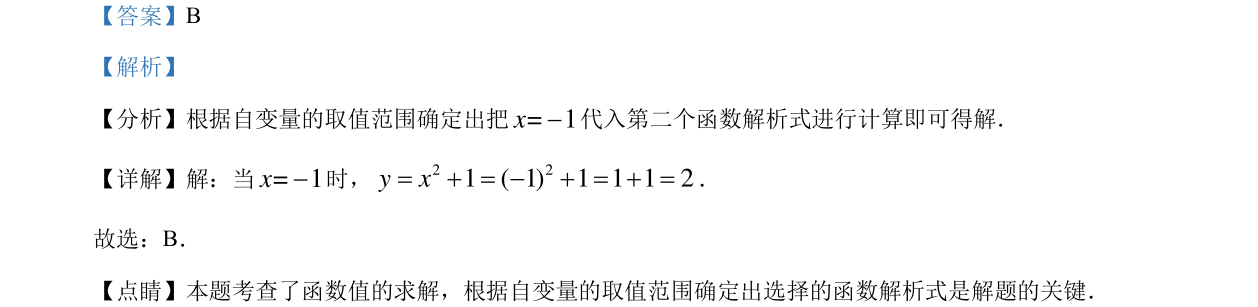 【答案】B
【解析】
【分析】根据自变量的取值范围确定出把 x= −1 代入第二个函数解析式进行计算即可得解．
【详解】解：当 x= −1 时， y = x² +1 = (−1)² +1 = 1+1 = 2．
故选：B．
【点睛】本题考查了函数值的求解，根据自变量的取值范围确定出选择的函数解析式是解题的关键．